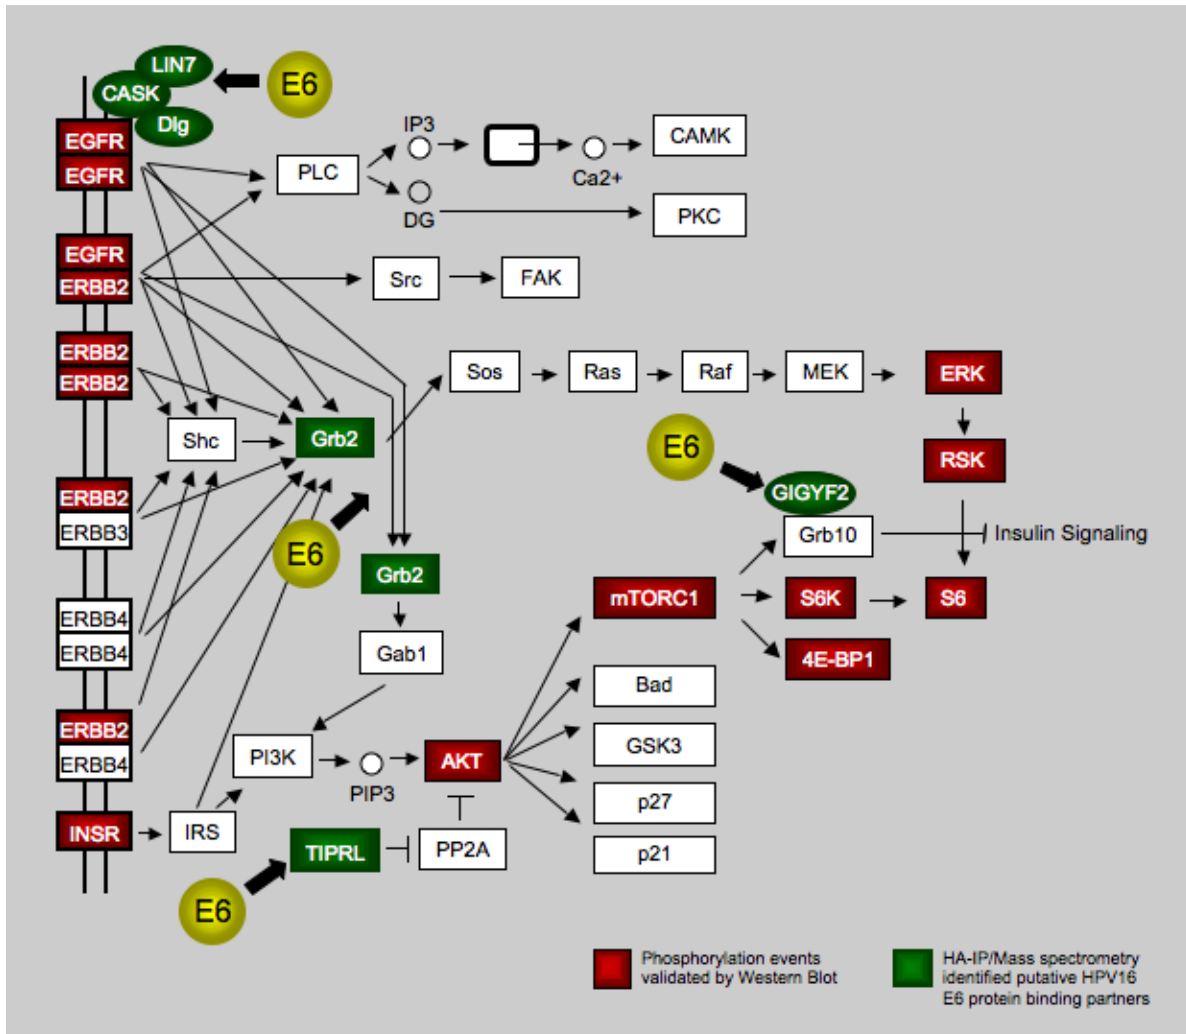 LIN7
E6
CASK
Dlg
EGFR
EGFR
IP3
PLC
CAMK
Ca2+
DG
PKC
EGFR
ERBB2
Src
FAK
ERBB2
ERBB2
Sos
Ras
Raf
MEK
ERK
Shc
Grb2
E6
RSK
GIGYF2
ERBB2
ERBB3
Grb10
Insulin Signaling
E6
Grb2
mTORC1
S6K
S6
ERBB4
ERBB4
Gab1
4E-BP1
Bad
ERBB2
ERBB4
PI3K
PIP3
AKT
GSK3
p27
INSR
IRS
TIPRL
PP2A
p21
E6
Phosphorylation events
validated by Western Blot
HA-IP/Mass spectrometry
identified putative HPV16
E6 protein binding partners